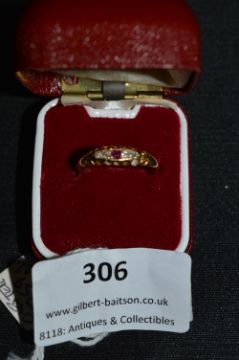 306
www.gilbert-baitson.co.uk
8118: Antiques & Collectibles